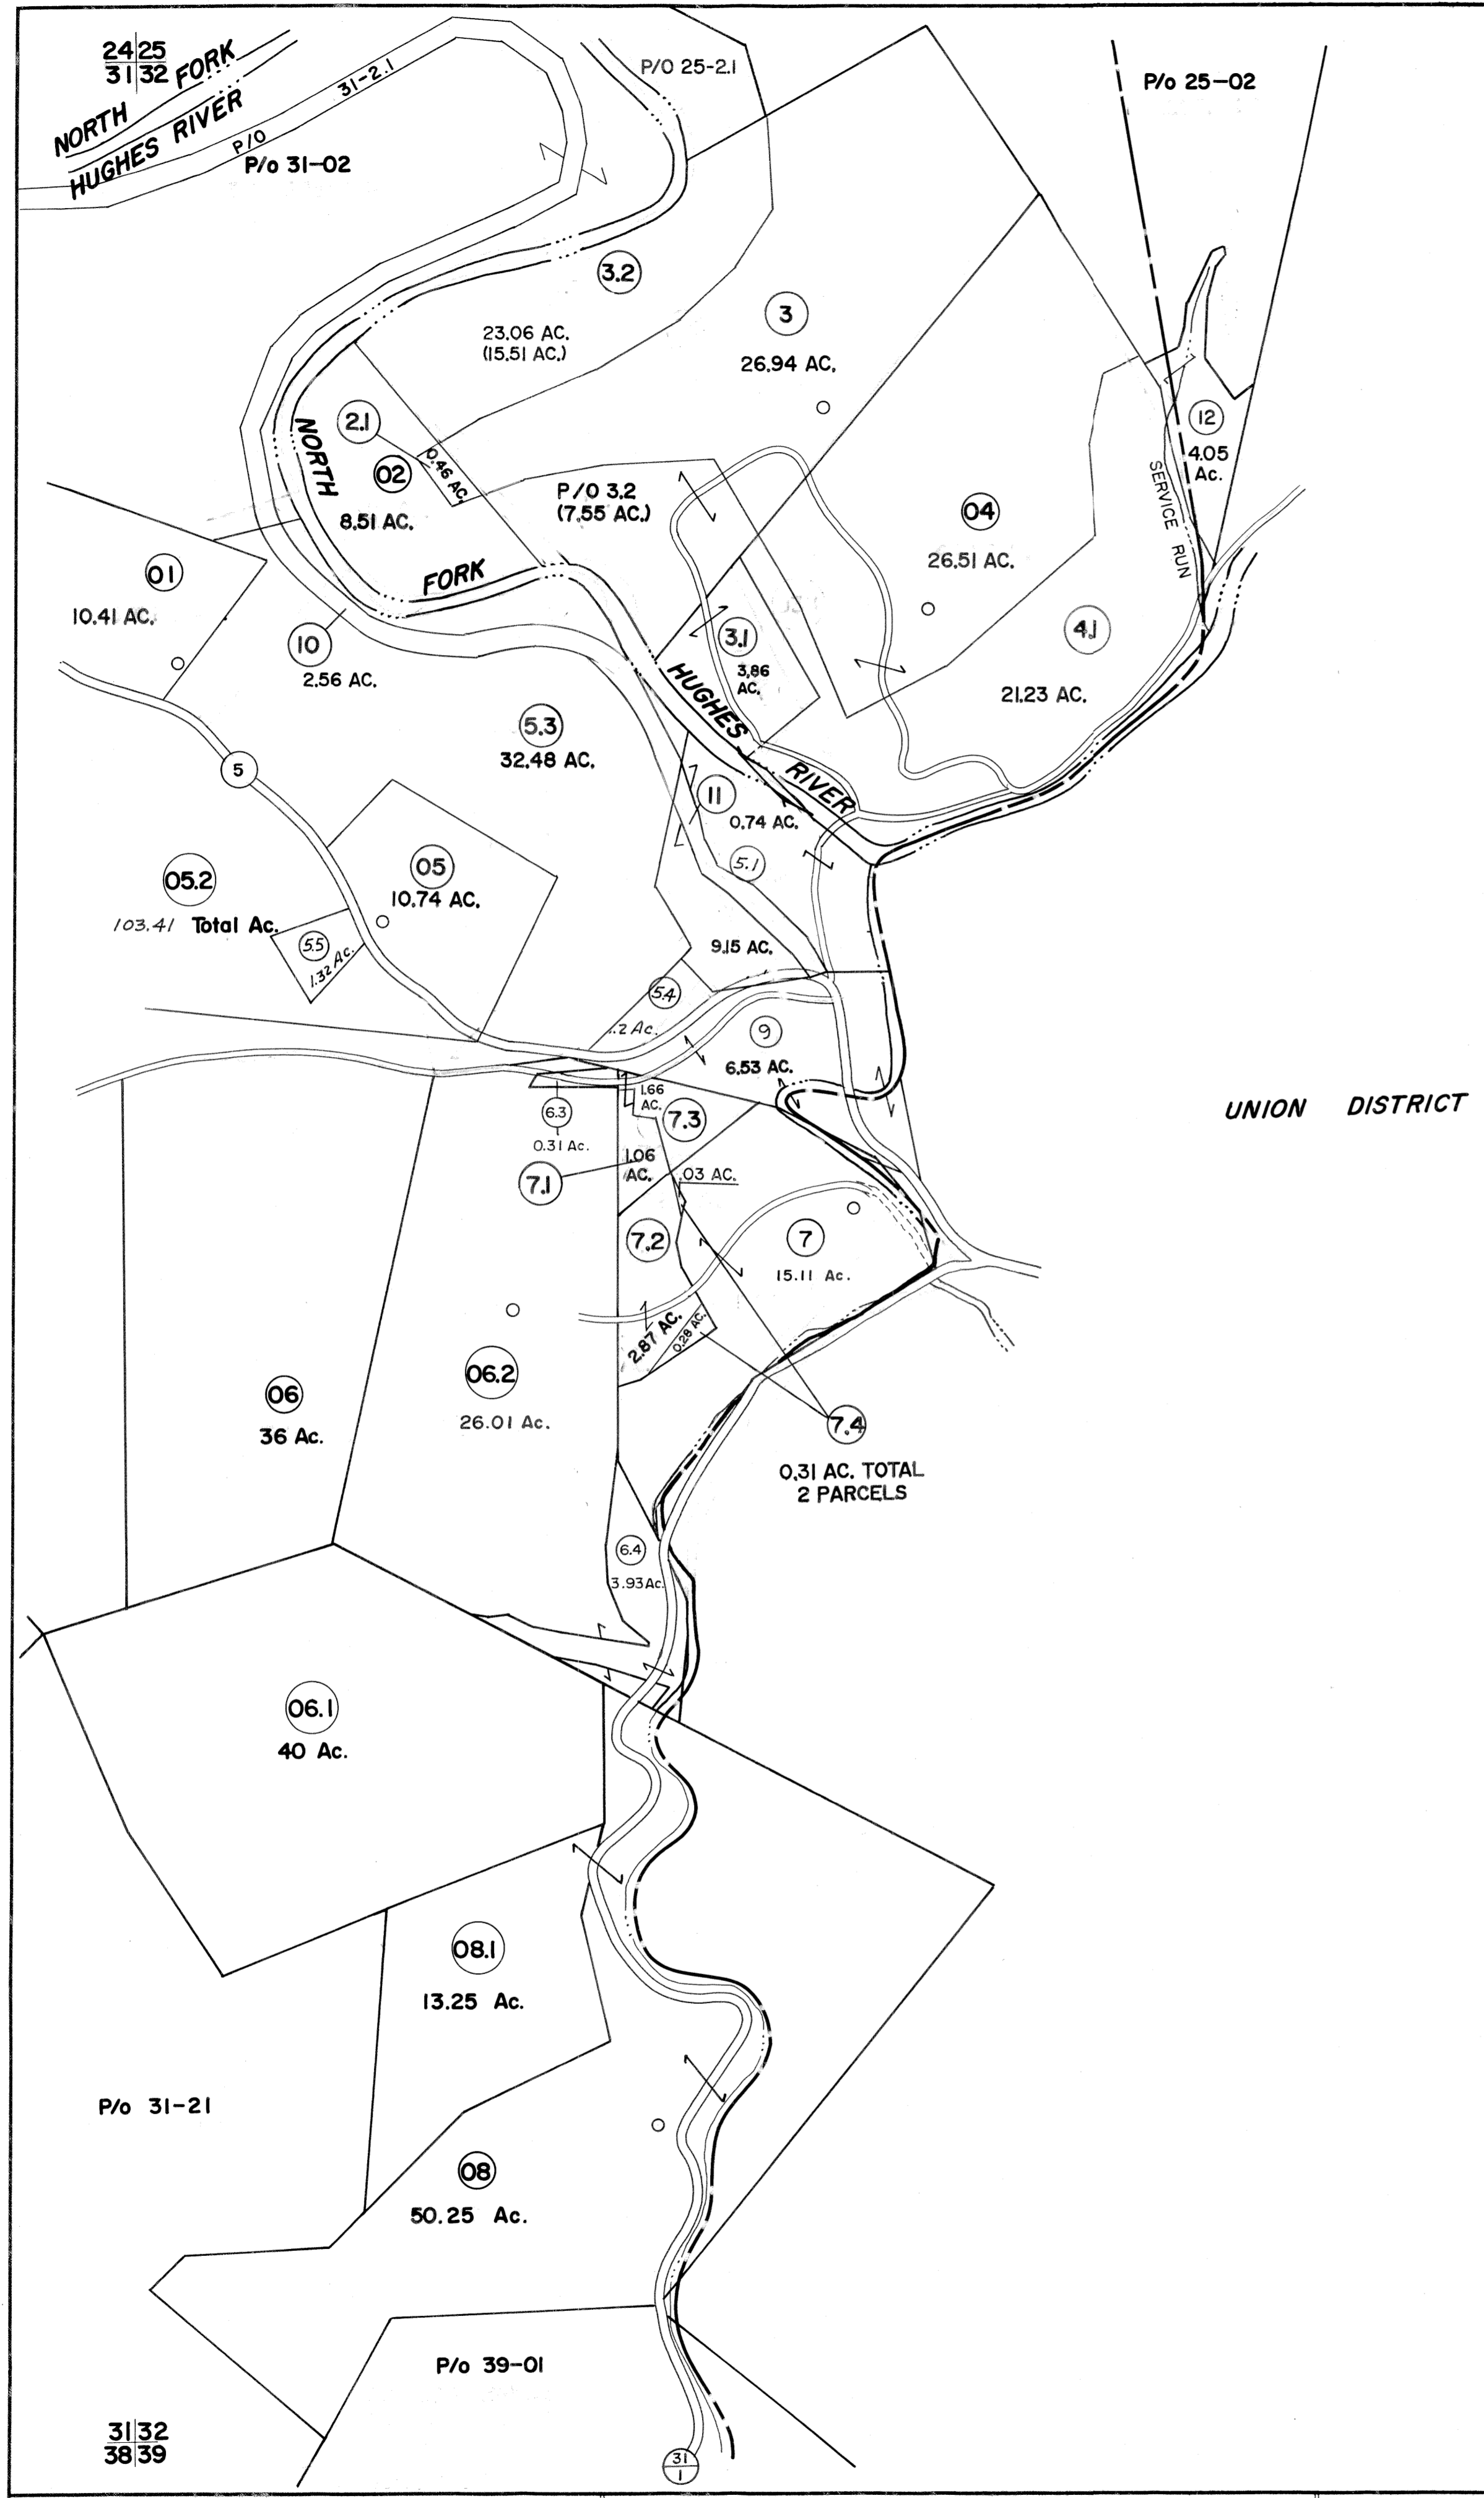 24 25
31 32
NORTH FORK
HUGHES RIVER
P/O 31-2.1
P/o 31-02
P/O 25-2.1
P/o 25-02
3.2
23.06 AC.
(15.51 AC.)
3
26.94 AC.
2.1
0.46 AC.
02
8.51 AC.
NORTH
FORK
HUGHES
RIVER
P/O 3.2
(7.55 AC.)
12
4.05
Ac.
SERVICE RUN
04
26.51 AC.
4.1
21.23 AC.
01
10.41 AC.
10
2.56 AC.
3.1
3.86
AC.
5.3
32.48 AC.
5
11
0.74 AC.
5.1
9.15 AC.
05
10.74 AC.
05.2
103.41 Total Ac.
5.5
1.32 Ac.
5.4
.2 Ac.
9
6.53 AC.
UNION DISTRICT
6.3
0.31 Ac.
1.66
AC.
7.3
1.06
AC.
7.1
.03 AC.
7.2
7
15.11 Ac.
2.87 AC.
0.28 AC.
06.2
26.01 Ac.
06
36 Ac.
7.4
0.31 AC. TOTAL
2 PARCELS
6.4
3.93 Ac.
06.1
40 Ac.
08.1
13.25 Ac.
P/o 31-21
08
50.25 Ac.
P/o 39-01
31 32
38 39
31
1